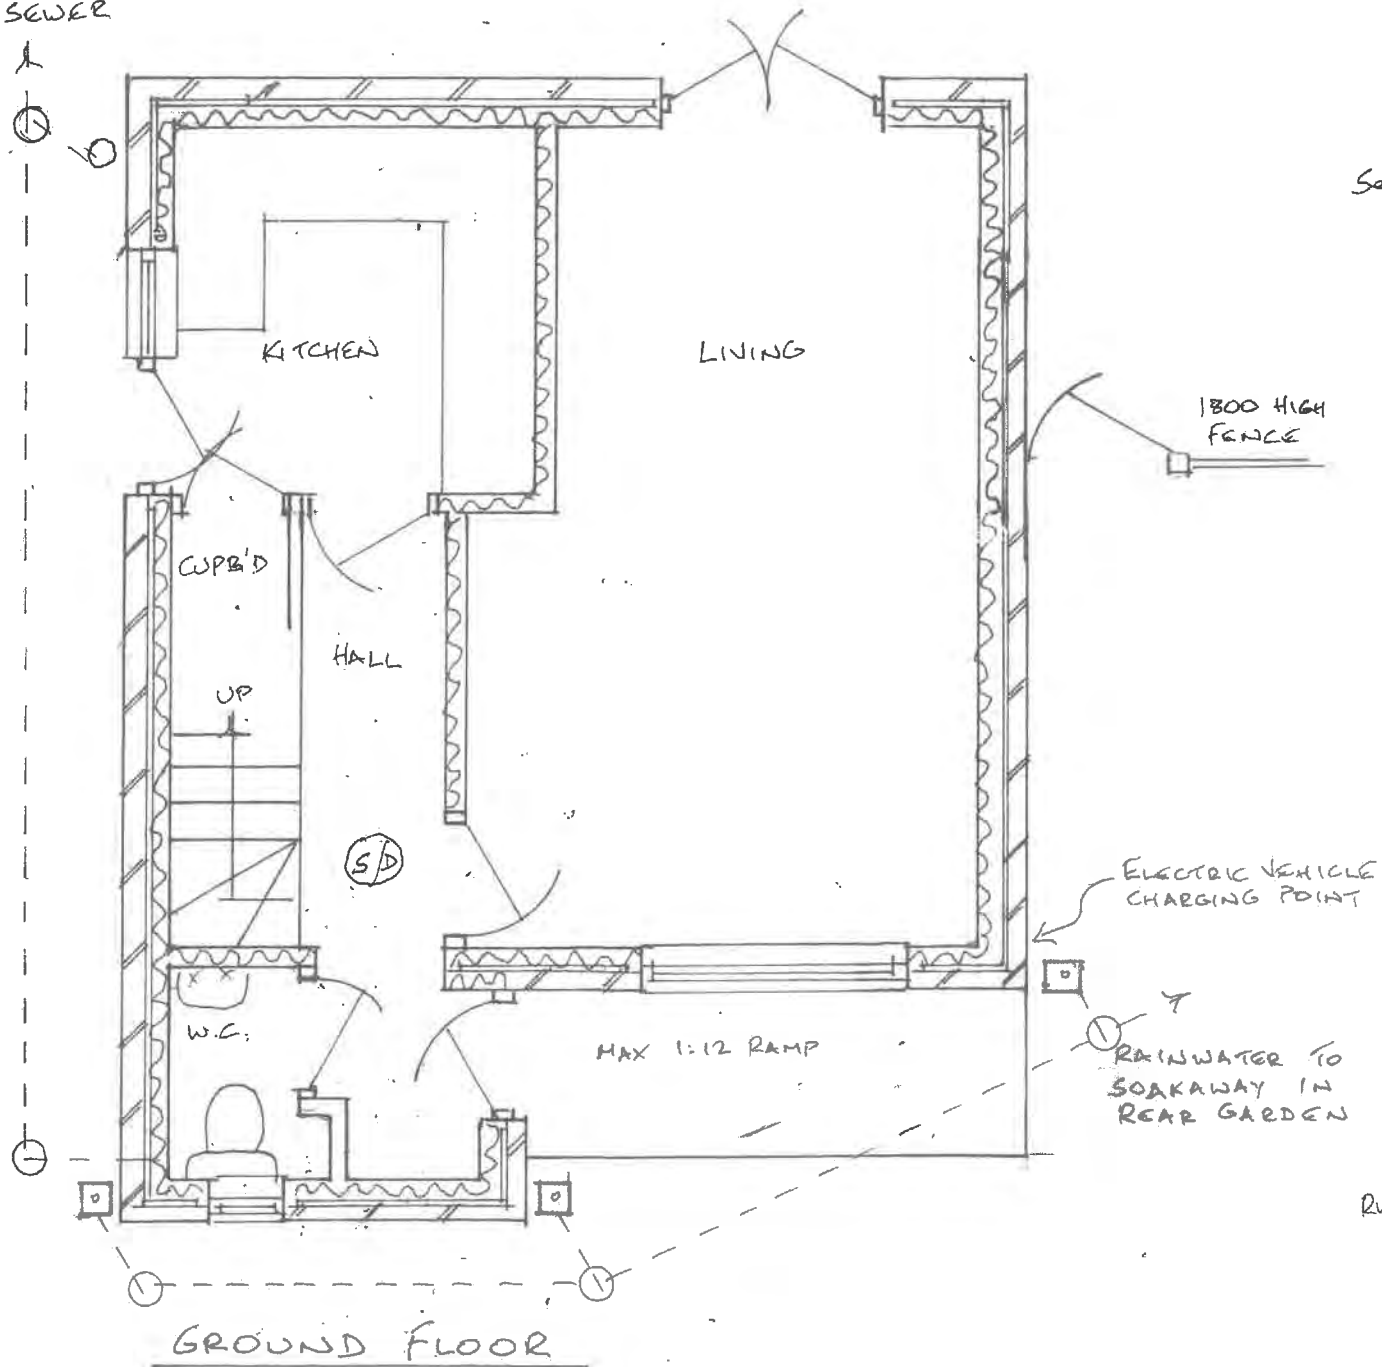 SEWER
Se
KITCHEN
LIVING
1800 HIGH
FENCE
CUPB'D
HALL
UP
S/D
ELECTRIC VEHICLE
CHARGING POINT
W.C.
MAX 1:12 RAMP
RAINWATER TO
SOAKAWAY IN
REAR GARDEN
GROUND FLOOR